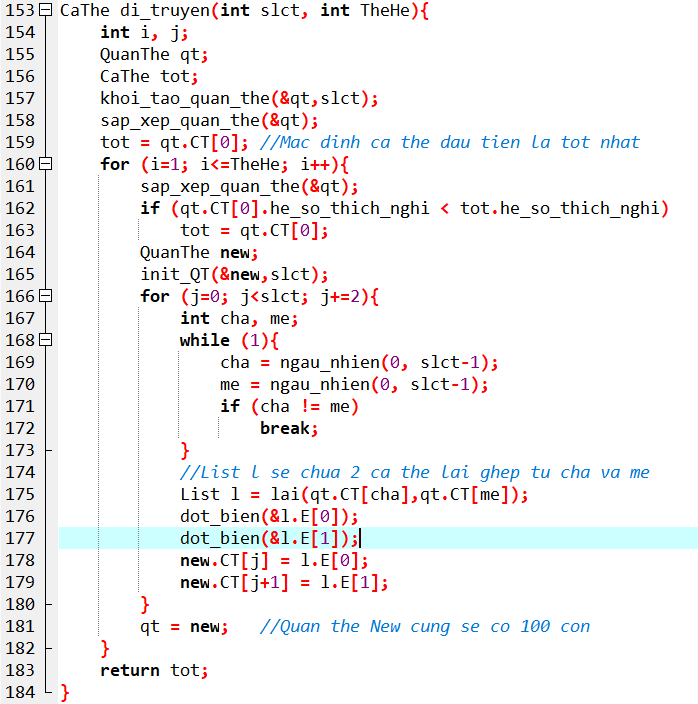 153 CaThe di_truyen(int slct, int TheHe){
154 int i, j;
155 QuanThe qt;
156 CaThe tot;
157 khoi_tao_quan_the(&qt,slct);
158 sap_xep_quan_the(&qt);
159 tot = qt.CT[0]; //Mac dinh ca the dau tien la tot nhat
160 for (i=1; i<=TheHe; i++){
161 sap_xep_quan_the(&qt);
162 if (qt.CT[0].he_so_thich_nghi < tot.he_so_thich_nghi)
163 tot = qt.CT[0];
164 QuanThe new;
165 init_QT(&new,slct);
166 for (j=0; j<slct; j+=2){
167 int cha, me;
168 while (1){
169 cha = ngau_nhien(0, slct-1);
170 me = ngau_nhien(0, slct-1);
171 if (cha != me)
172 break;
173 }
174 //List l se chua 2 ca the lai ghep tu cha va me
175 List l = lai(qt.CT[cha],qt.CT[me]);
176 dot_bien(&l.E[0]);
177 dot_bien(&l.E[1]);
178 new.CT[j] = l.E[0];
179 new.CT[j+1] = l.E[1];
180 }
181 qt = new; //Quan the New cung se co 100 con
182 }
183 return tot;
184 }